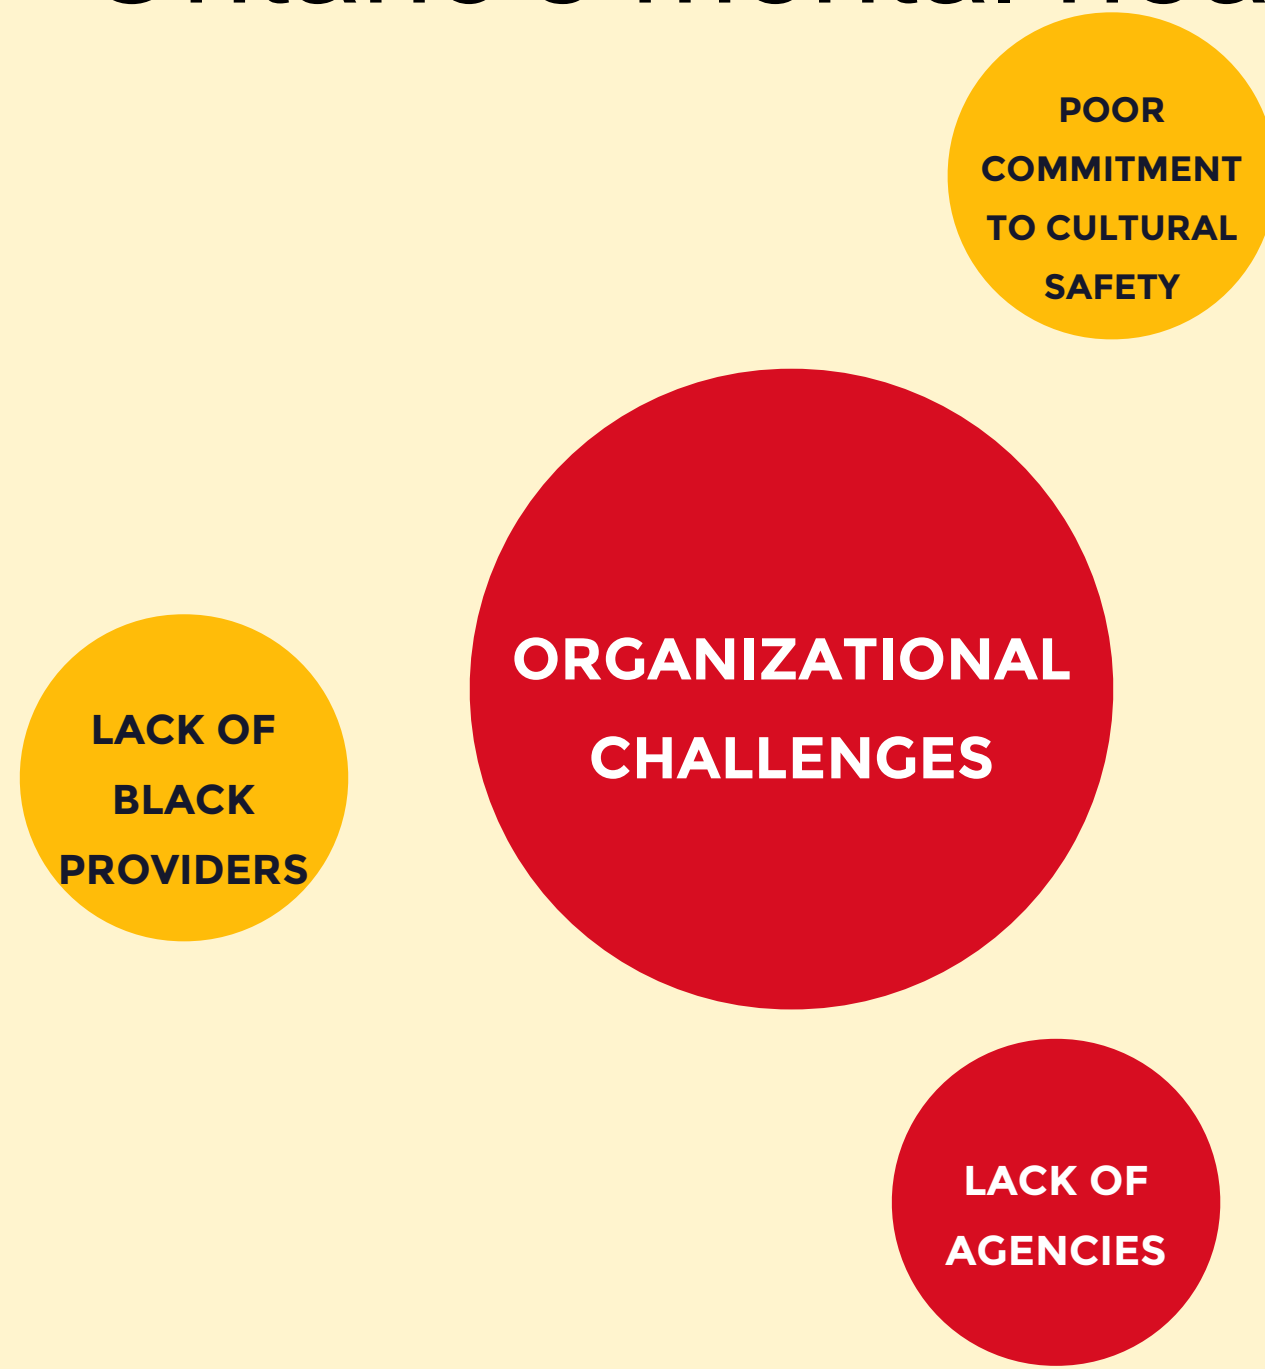 POOR
COMMITMENT
TO CULTURAL
SAFETY
ORGANIZATIONAL
CHALLENGES
LACK OF
BLACK
PROVIDERS
LACK OF
AGENCIES